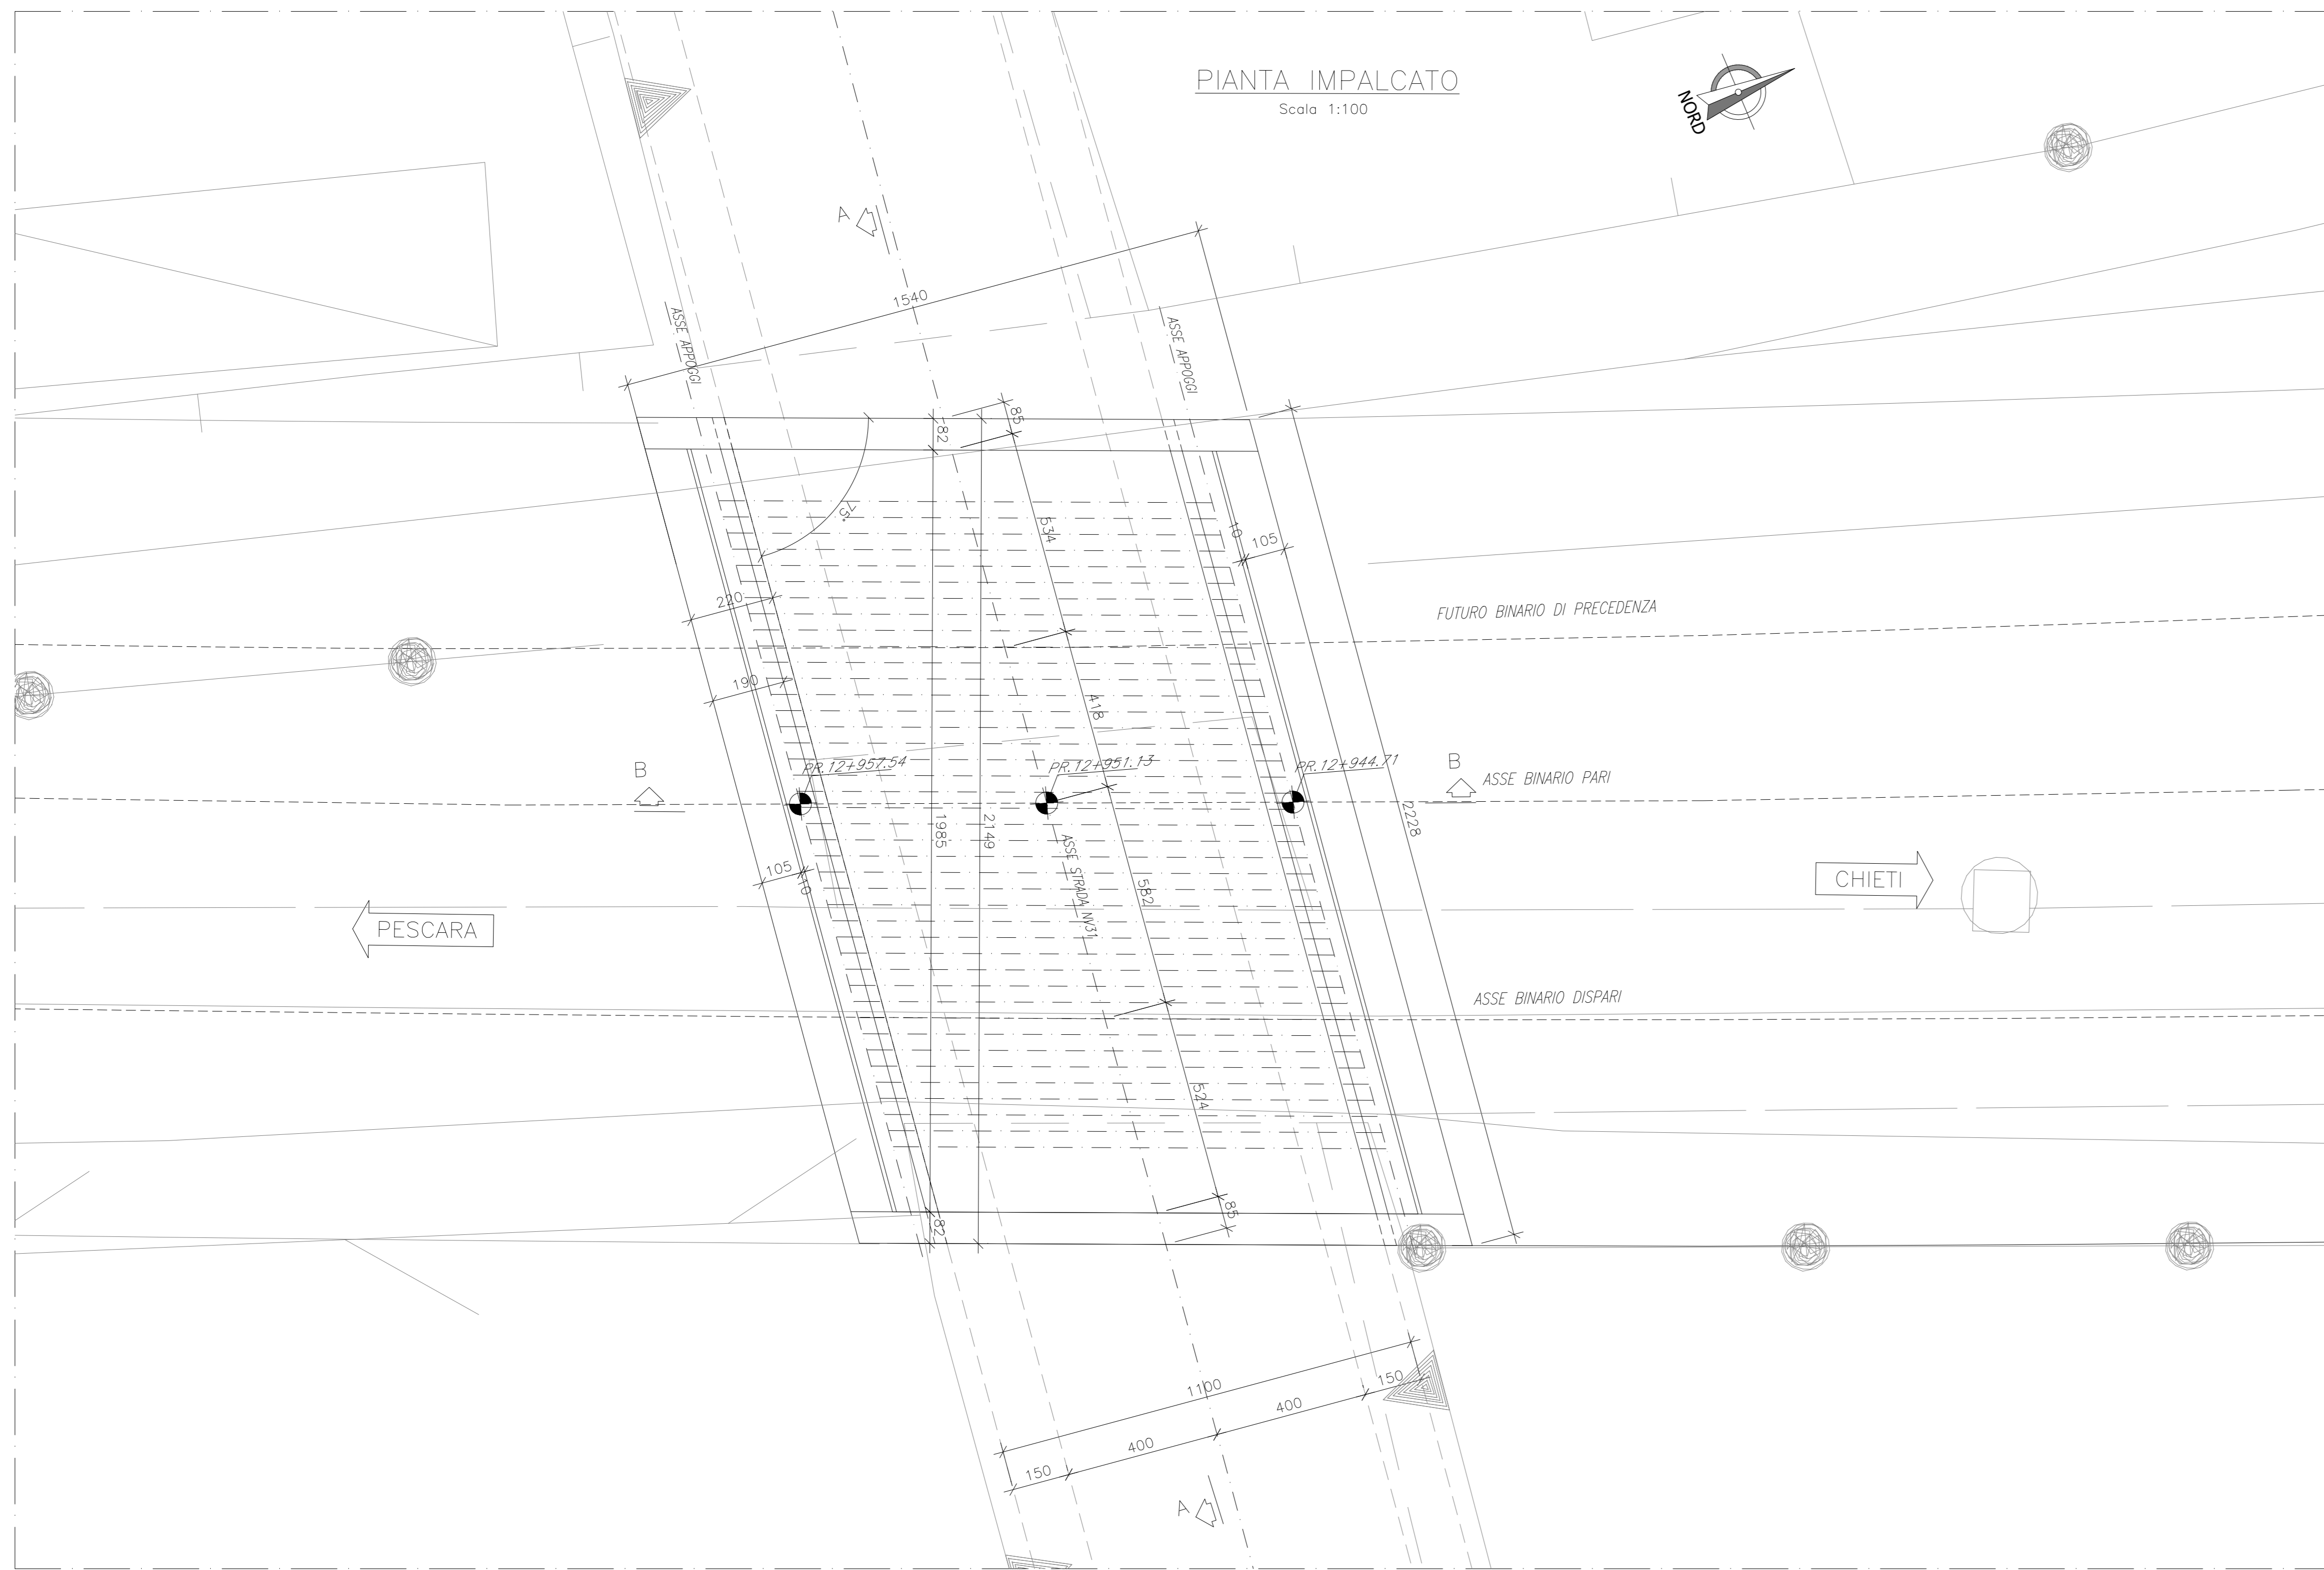 PIANTA IMPALCATO
Scala 1:100
NORD
A
1540
ASSE APPOGGI
ASSE APPOGGI
85
82
75°
534
10
105
220
FUTURO BINARIO DI PRECEDENZA
190
418
B
PR.12+957.54
PR.12+951.13
PR.12+944.71
B
ASSE BINARIO PARI
1985
2149
2228
ASSE STRADA NV31
105
10
582
CHIETI
PESCARA
ASSE BINARIO DISPARI
524
82
85
1100
150
400
400
150
A